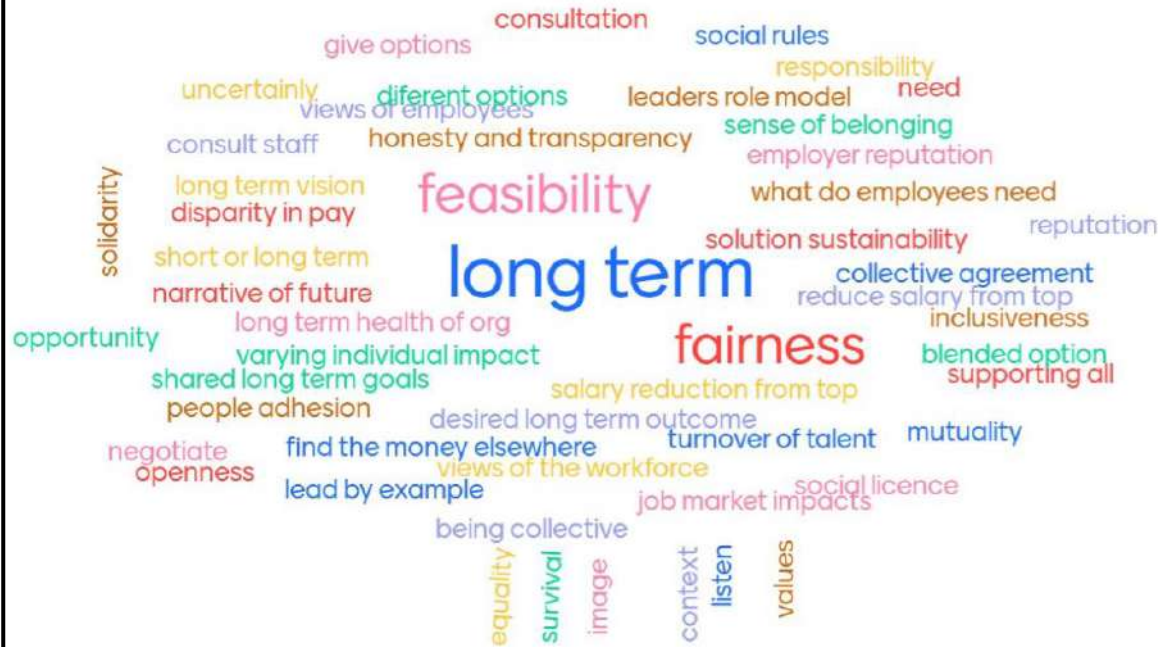 consultation
give options
social rules
responsibility
uncertainly
diferent options
leaders role model
need
views of employees
sense of belonging
consult staff
honesty and transparency
employer reputation
solidarity
long term vision
feasibility
what do employees need
disparity in pay
reputation
solution sustainability
short or long term
long term
collective agreement
narrative of future
reduce salary from top
long term health of org
inclusiveness
opportunity
fairness
varying individual impact
blended option
shared long term goals
supporting all
salary reduction from top
people adhesion
desired long term outcome
turnover of talent
mutuality
negotiate
find the money elsewhere
openness
views of the workforce
lead by example
social licence
job market impacts
being collective
equality
survival
image
context
listen
values